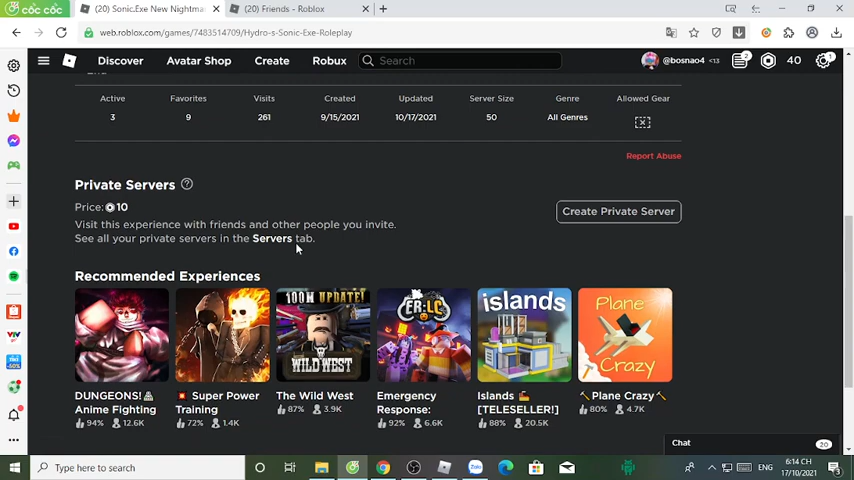 cốc cốc
(20) Sonic.Exe New Nightma
(20) Friends - Roblox
www.roblox.com/games/7483514709/Hydro-s-Sonic-Exe-Roleplay
Discover
Avatar Shop
Create
Robux
Search
@bosnao4 <13
2
40
Active
Favorites
Visits
Created
Updated
Server Size
Genre
Allowed Gear
3
9
261
9/15/2021
10/17/2021
50
All Genres
Report Abuse
Private Servers
Price: 10
Create Private Server
Visit this experience with friends and other people you invite.
See all your private servers in the Servers tab.
Recommended Experiences
100M UPDATE!
WILD WEST
ER:LC
islands
Plane
Crazy
DUNGEONS!
Anime Fighting
94% 12.6K
Super Power
Training
72% 1.4K
The Wild West
87% 3.9K
Emergency
Response:
92% 6.6K
Islands
[TELESELLER!]
88% 20.5K
Plane Crazy
80% 4.7K
Chat
20
Type here to search
ENG
6:14 CH
17/10/2021
3